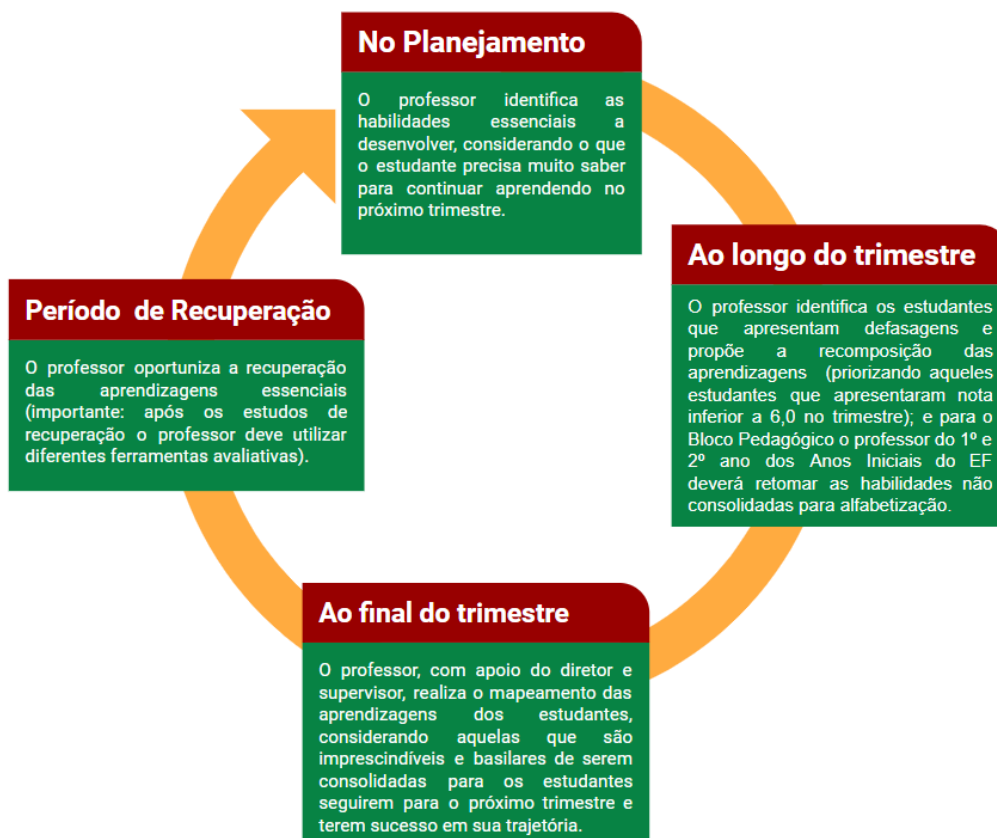 No Planejamento
O professor identifica as
habilidades essenciais a
desenvolver, considerando o que
o estudante precisa muito saber
para continuar aprendendo no
próximo trimestre.
Ao longo do trimestre
O professor identifica os estudantes
que apresentam defasagens e
propõe a recomposição das
aprendizagens (priorizando aqueles
estudantes que apresentaram nota
inferior a 6,0 no trimestre); e para o
Bloco Pedagógico o professor do 1º e
2º ano dos Anos Iniciais do EF
deverá retomar as habilidades não
consolidadas para alfabetização.
Ao final do trimestre
O professor, com apoio do diretor e
supervisor, realiza o mapeamento das
aprendizagens dos estudantes,
considerando aquelas que são
imprescindíveis e basilares de serem
consolidadas para os estudantes
seguirem para o próximo trimestre e
terem sucesso em sua trajetória.
Período de Recuperação
O professor oportuniza a recuperação
das aprendizagens essenciais
(importante: após os estudos de
recuperação o professor deve utilizar
diferentes ferramentas avaliativas).